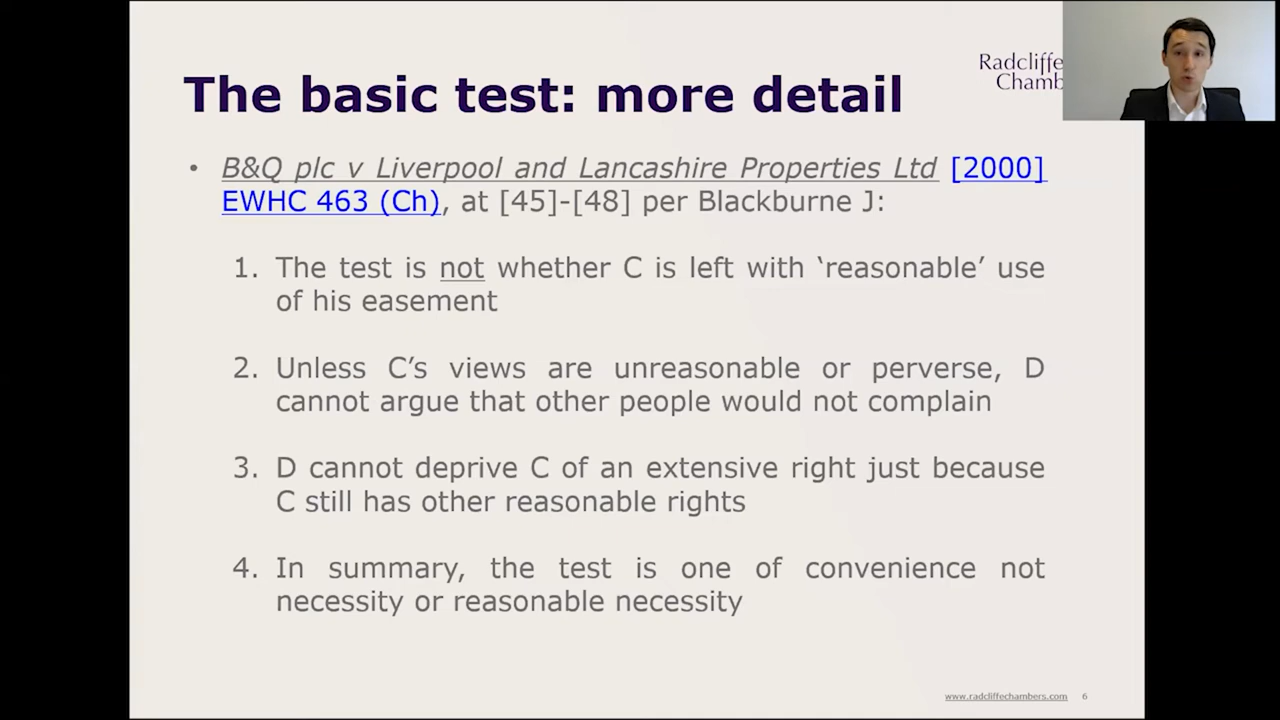 The basic test: more detail
Radcliffe
Chamb
• B&Q plc v Liverpool and Lancashire Properties Ltd [2000]
EWHC 463 (Ch), at [45]-[48] per Blackburne J:
1. The test is not whether C is left with ‘reasonable’ use
of his easement
2. Unless C’s views are unreasonable or perverse, D
cannot argue that other people would not complain
3. D cannot deprive C of an extensive right just because
C still has other reasonable rights
4. In summary, the test is one of convenience not
necessity or reasonable necessity
www.radcliffechambers.com 6